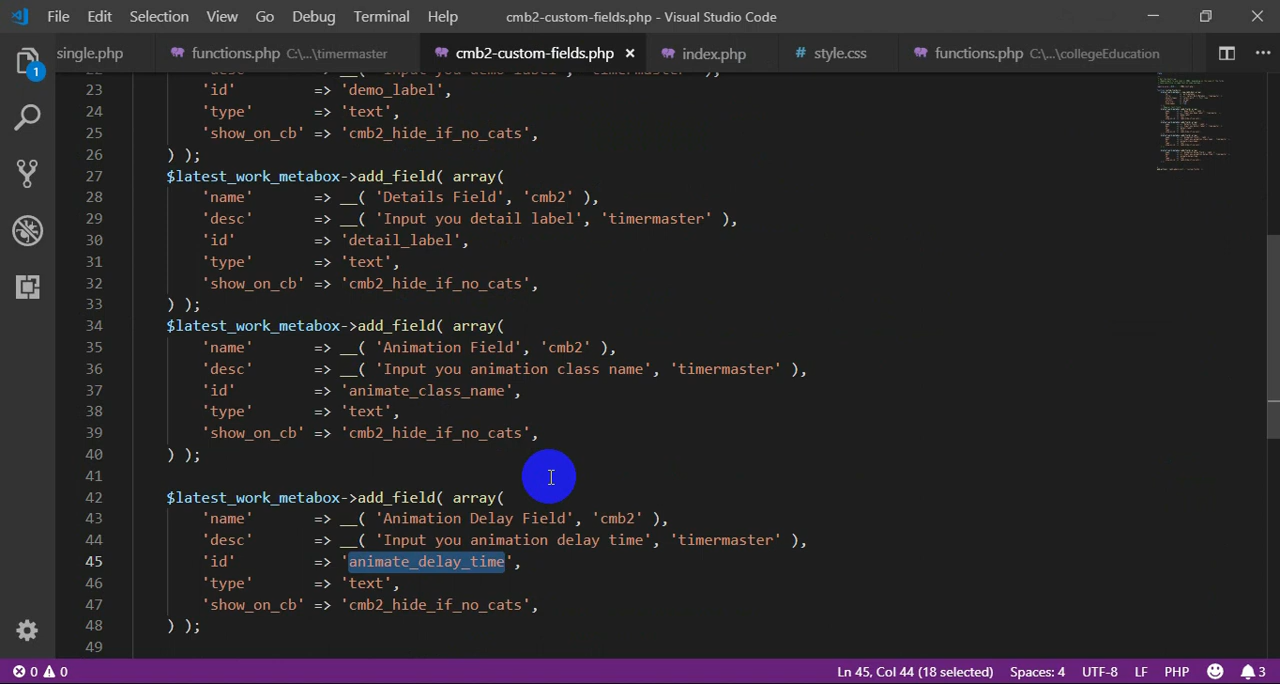 File Edit Selection View Go Debug Terminal Help cmb2-custom-fields.php - Visual Studio Code
single.php functions.php C:\...\timermaster cmb2-custom-fields.php × index.php # style.css functions.php C:\...\collegeEducation
1
23 'id' => 'demo_label',
24 'type' => 'text',
25 'show_on_cb' => 'cmb2_hide_if_no_cats',
26 ) );
27 $latest_work_metabox->add_field( array(
28 'name' => __( 'Details Field', 'cmb2' ),
29 'desc' => __( 'Input you detail label', 'timermaster' ),
30 'id' => 'detail_label',
31 'type' => 'text',
32 'show_on_cb' => 'cmb2_hide_if_no_cats',
33 ) );
34 $latest_work_metabox->add_field( array(
35 'name' => __( 'Animation Field', 'cmb2' ),
36 'desc' => __( 'Input you animation class name', 'timermaster' ),
37 'id' => 'animate_class_name',
38 'type' => 'text',
39 'show_on_cb' => 'cmb2_hide_if_no_cats',
40 ) );
41
42 $latest_work_metabox->add_field( array(
43 'name' => __( 'Animation Delay Field', 'cmb2' ),
44 'desc' => __( 'Input you animation delay time', 'timermaster' ),
45 'id' => 'animate_delay_time',
46 'type' => 'text',
47 'show_on_cb' => 'cmb2_hide_if_no_cats',
48 ) );
49
0 0 Ln 45, Col 44 (18 selected) Spaces: 4 UTF-8 LF PHP 3